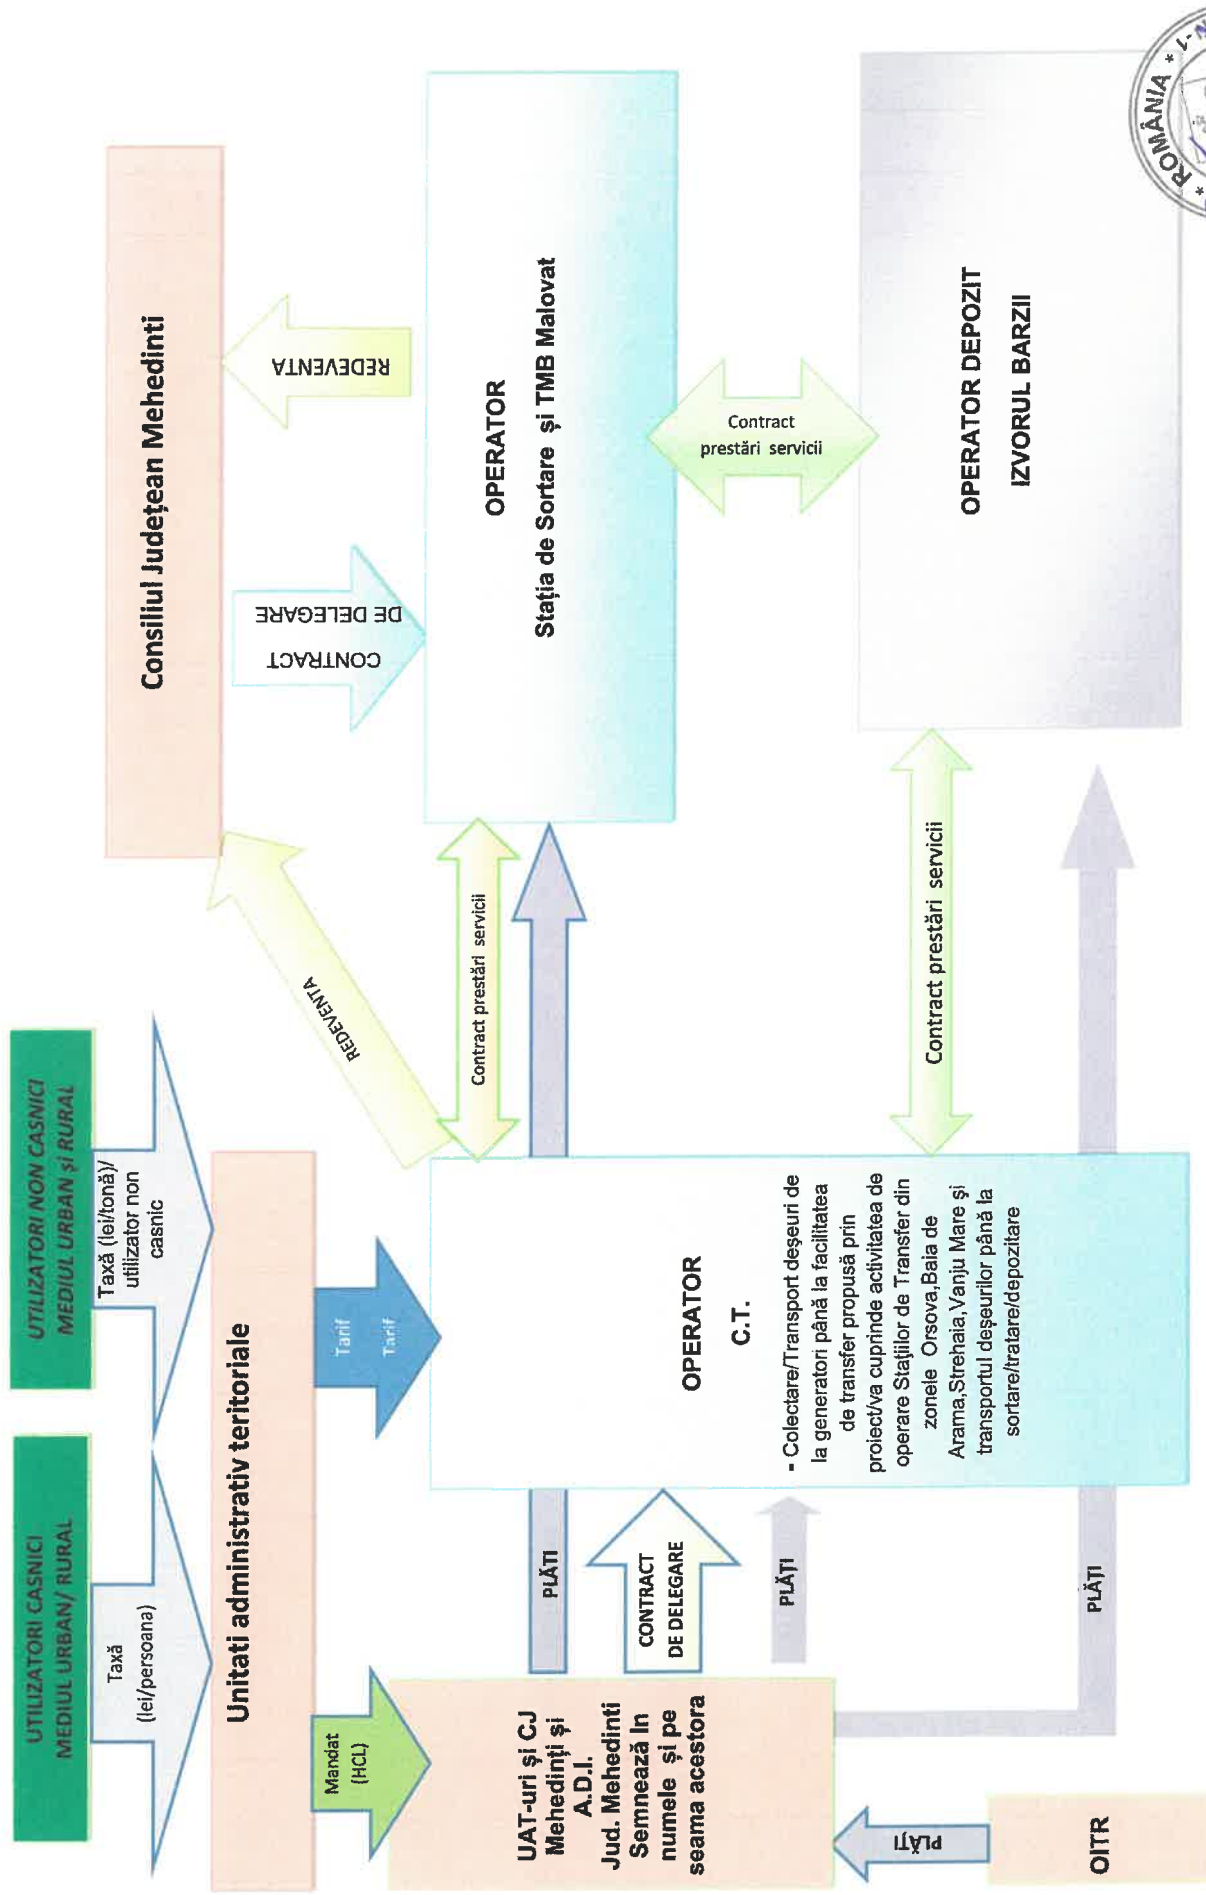 UTILIZATORI CASNICI
MEDIUL URBAN/ RURAL
UTILIZATORI NON CASNICI
MEDIUL URBAN și RURAL
Taxă
(lei/persoana)
Taxă (lei/tonă)/
utilizator non
casnic
Unitati administrativ teritoriale
Consiliul Județean Mehedinti
Mandat
(HCL)
Tarif
Tarif
REDEVENTA
CONTRACT
DE DELEGARE
REDEVENTA
UAT-uri și CJ
Mehedinți și
A.D.I.
Jud. Mehedinti
Semnează în
numele și pe
seama acestora
PLĂTI
CONTRACT
DE DELEGARE
PLĂȚI
PLĂȚI
OPERATOR
C.T.
- Colectare/Transport deșeuri de
la generatori până la facilitatea
de transfer propusă prin
proiect/va cuprinde activitatea de
operare Stațiilor de Transfer din
zonele Orsova,Baia de
Arama,Strehaia,Vanju Mare și
transportul deșeurilor până la
sortare/tratare/depozitare
Contract prestări servicii
OPERATOR
Stația de Sortare și TMB Malovat
Contract
prestări servicii
Contract prestări servicii
OPERATOR DEPOZIT
IZVORUL BARZII
PLĂȚI
OITR
* ROMÂNIA *